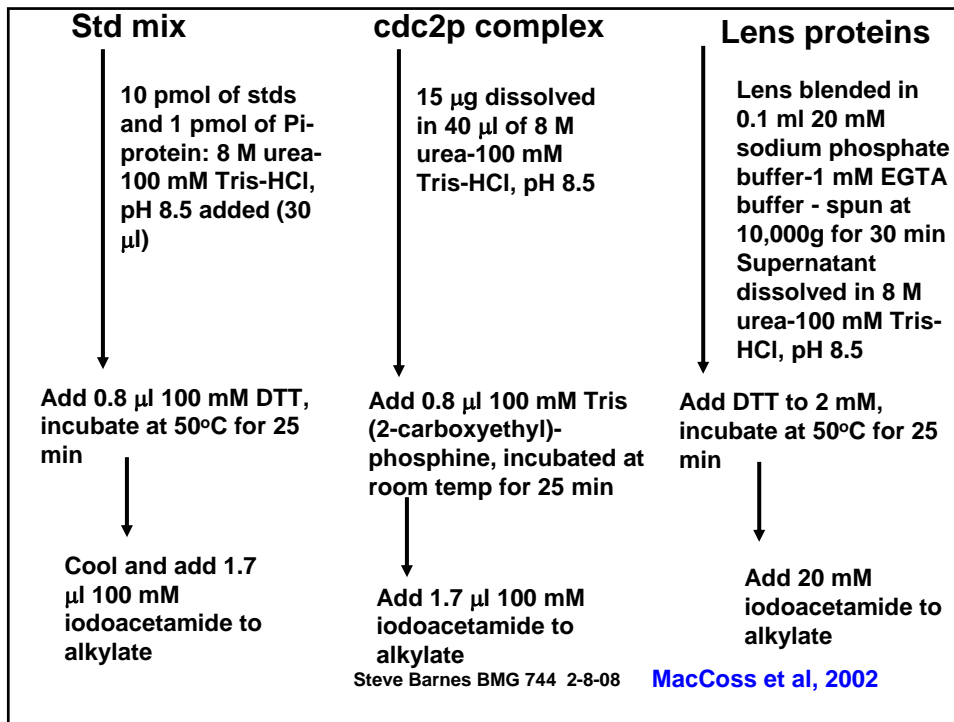 Std mix
10 pmol of stds
and 1 pmol of Pi-
protein: 8 M urea-
100 mM Tris-HCl,
pH 8.5 added (30
μl)
Add 0.8 μl 100 mM DTT,
incubate at 50ºC for 25
min
Cool and add 1.7
μl 100 mM
iodoacetamide to
alkylate
cdc2p complex
15 μg dissolved
in 40 μl of 8 M
urea-100 mM
Tris-HCl, pH 8.5
Add 0.8 μl 100 mM Tris
(2-carboxyethyl)-
phosphine, incubated at
room temp for 25 min
Add 1.7 μl 100 mM
iodoacetamide to
alkylate
Lens proteins
Lens blended in
0.1 ml 20 mM
sodium phosphate
buffer-1 mM EGTA
buffer - spun at
10,000g for 30 min
Supernatant
dissolved in 8 M
urea-100 mM Tris-
HCl, pH 8.5
Add DTT to 2 mM,
incubate at 50ºC for 25
min
Add 20 mM
iodoacetamide to
alkylate
Steve Barnes BMG 744 2-8-08
MacCoss et al, 2002